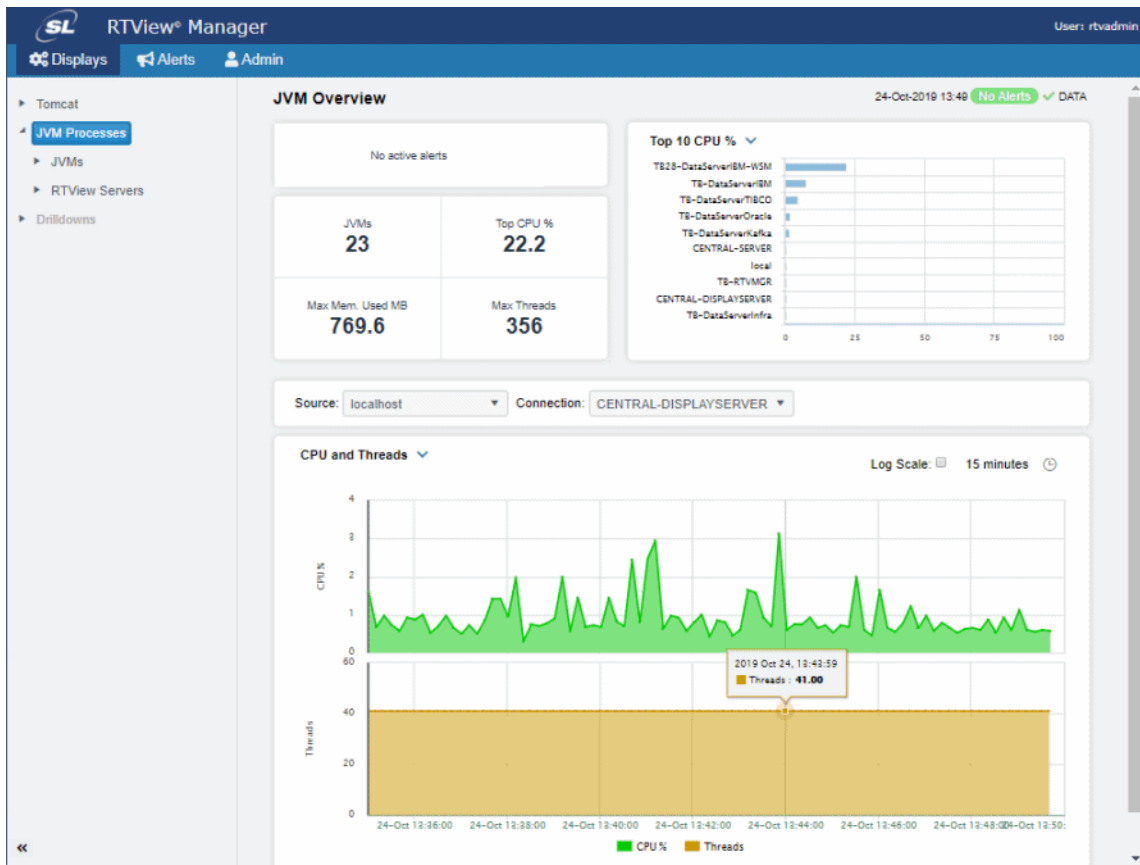 SL RTView® Manager
User: rtvadmin
Displays Alerts Admin
Tomcat
JVM Processes
JVMs
RTView Servers
Drilldowns
JVM Overview
24-Oct-2019 13:49 No Alerts DATA
No active alerts
JVMs
23
Top CPU %
22.2
Max Mem. Used MB
769.6
Max Threads
356
Top 10 CPU %
TB28-DataServerIBM-WSM
TB-DataServerIBM
TB-DataServerTIBCO
TB-DataServerOracle
TB-DataServerKafka
CENTRAL-SERVER
local
TB-RTVMGR
CENTRAL-DISPLAYSERVER
TB-DataServerInfra
0 25 50 75 100
Source: localhost Connection: CENTRAL-DISPLAYSERVER
CPU and Threads
Log Scale: 15 minutes
4
3
2
1
0
CPU %
60
40
20
0
Threads
2019 Oct 24, 13:43:59
Threads : 41.00
24-Oct 13:36:00 24-Oct 13:38:00 24-Oct 13:40:00 24-Oct 13:42:00 24-Oct 13:44:00 24-Oct 13:46:00 24-Oct 13:48:00 24-Oct 13:50:
CPU % Threads
«